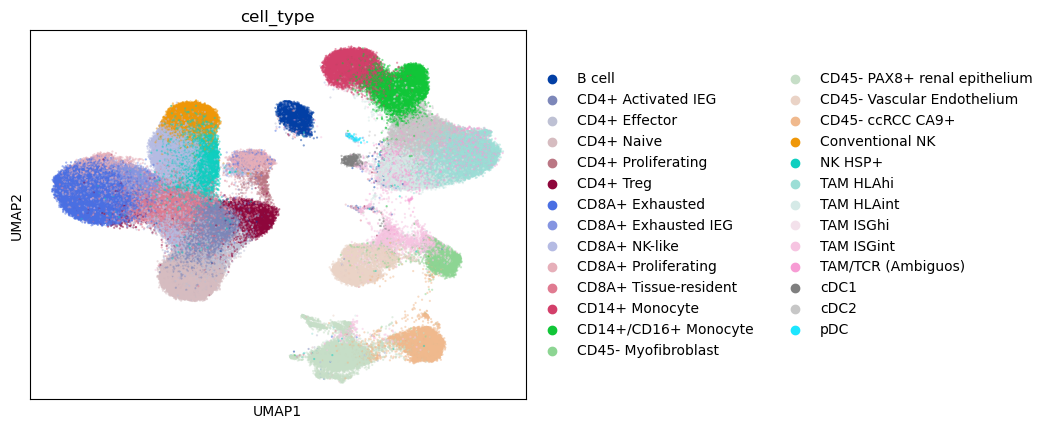 cell_type
UMAP2
UMAP1
B cell
CD4+ Activated IEG
CD4+ Effector
CD4+ Naive
CD4+ Proliferating
CD4+ Treg
CD8A+ Exhausted
CD8A+ Exhausted IEG
CD8A+ NK-like
CD8A+ Proliferating
CD8A+ Tissue-resident
CD14+ Monocyte
CD14+/CD16+ Monocyte
CD45- Myofibroblast
CD45- PAX8+ renal epithelium
CD45- Vascular Endothelium
CD45- ccRCC CA9+
Conventional NK
NK HSP+
TAM HLAhi
TAM HLAint
TAM ISGhi
TAM ISGint
TAM/TCR (Ambiguos)
cDC1
cDC2
pDC